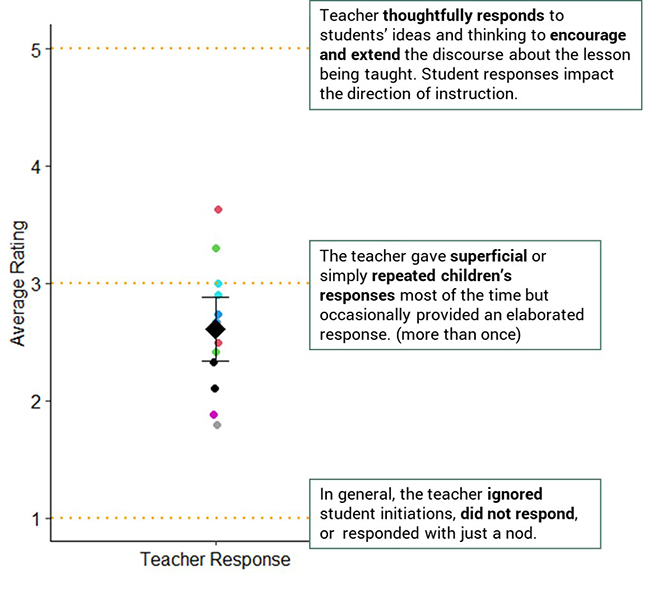 Teacher thoughtfully responds to
students’ ideas and thinking to encourage
and extend the discourse about the lesson
being taught. Student responses impact
the direction of instruction.
5
4
Average Rating
3
The teacher gave superficial or
simply repeated children’s
responses most of the time but
occasionally provided an elaborated
response. (more than once)
2
1
In general, the teacher ignored
student initiations, did not respond,
or responded with just a nod.
Teacher Response